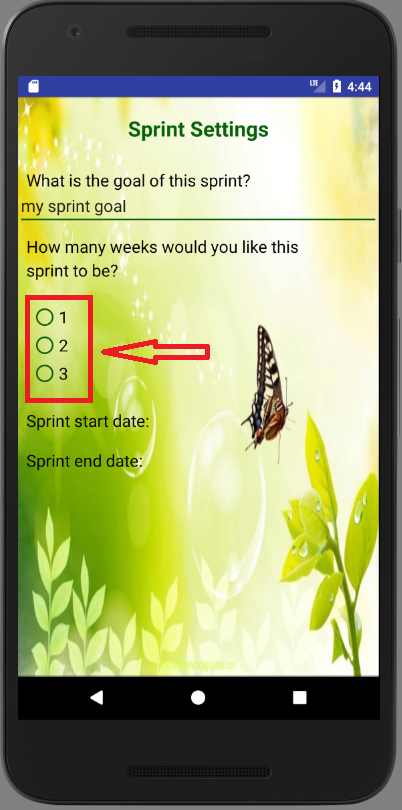 LTE 4:44
Sprint Settings
What is the goal of this sprint?
my sprint goal
How many weeks would you like this
sprint to be?
1
2
3
Sprint start date:
Sprint end date: